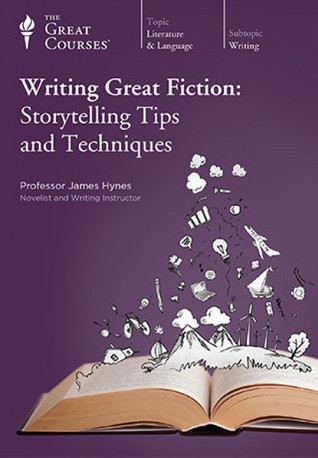 THE
GREAT
COURSES®
Topic
Literature
& Language
Subtopic
Writing
Writing Great Fiction:
Storytelling Tips
and Techniques
Professor James Hynes
Novelist and Writing Instructor